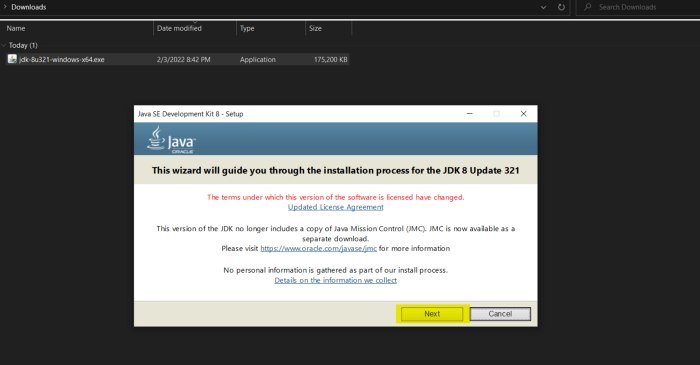 Downloads
Search Downloads
Name Date modified Type Size
Today (1)
jdk-8u321-windows-x64.exe 2/3/2022 8:42 PM Application 175,200 KB
Java SE Development Kit 8 - Setup
Java
ORACLE
This wizard will guide you through the installation process for the JDK 8 Update 321
The terms under which this version of the software is licensed have changed.
Updated License Agreement
This version of the JDK no longer includes a copy of Java Mission Control (JMC). JMC is now available as a
separate download.
Please visit https://www.oracle.com/javase/jmc for more information
No personal information is gathered as part of our install process.
Details on the information we collect
Next Cancel